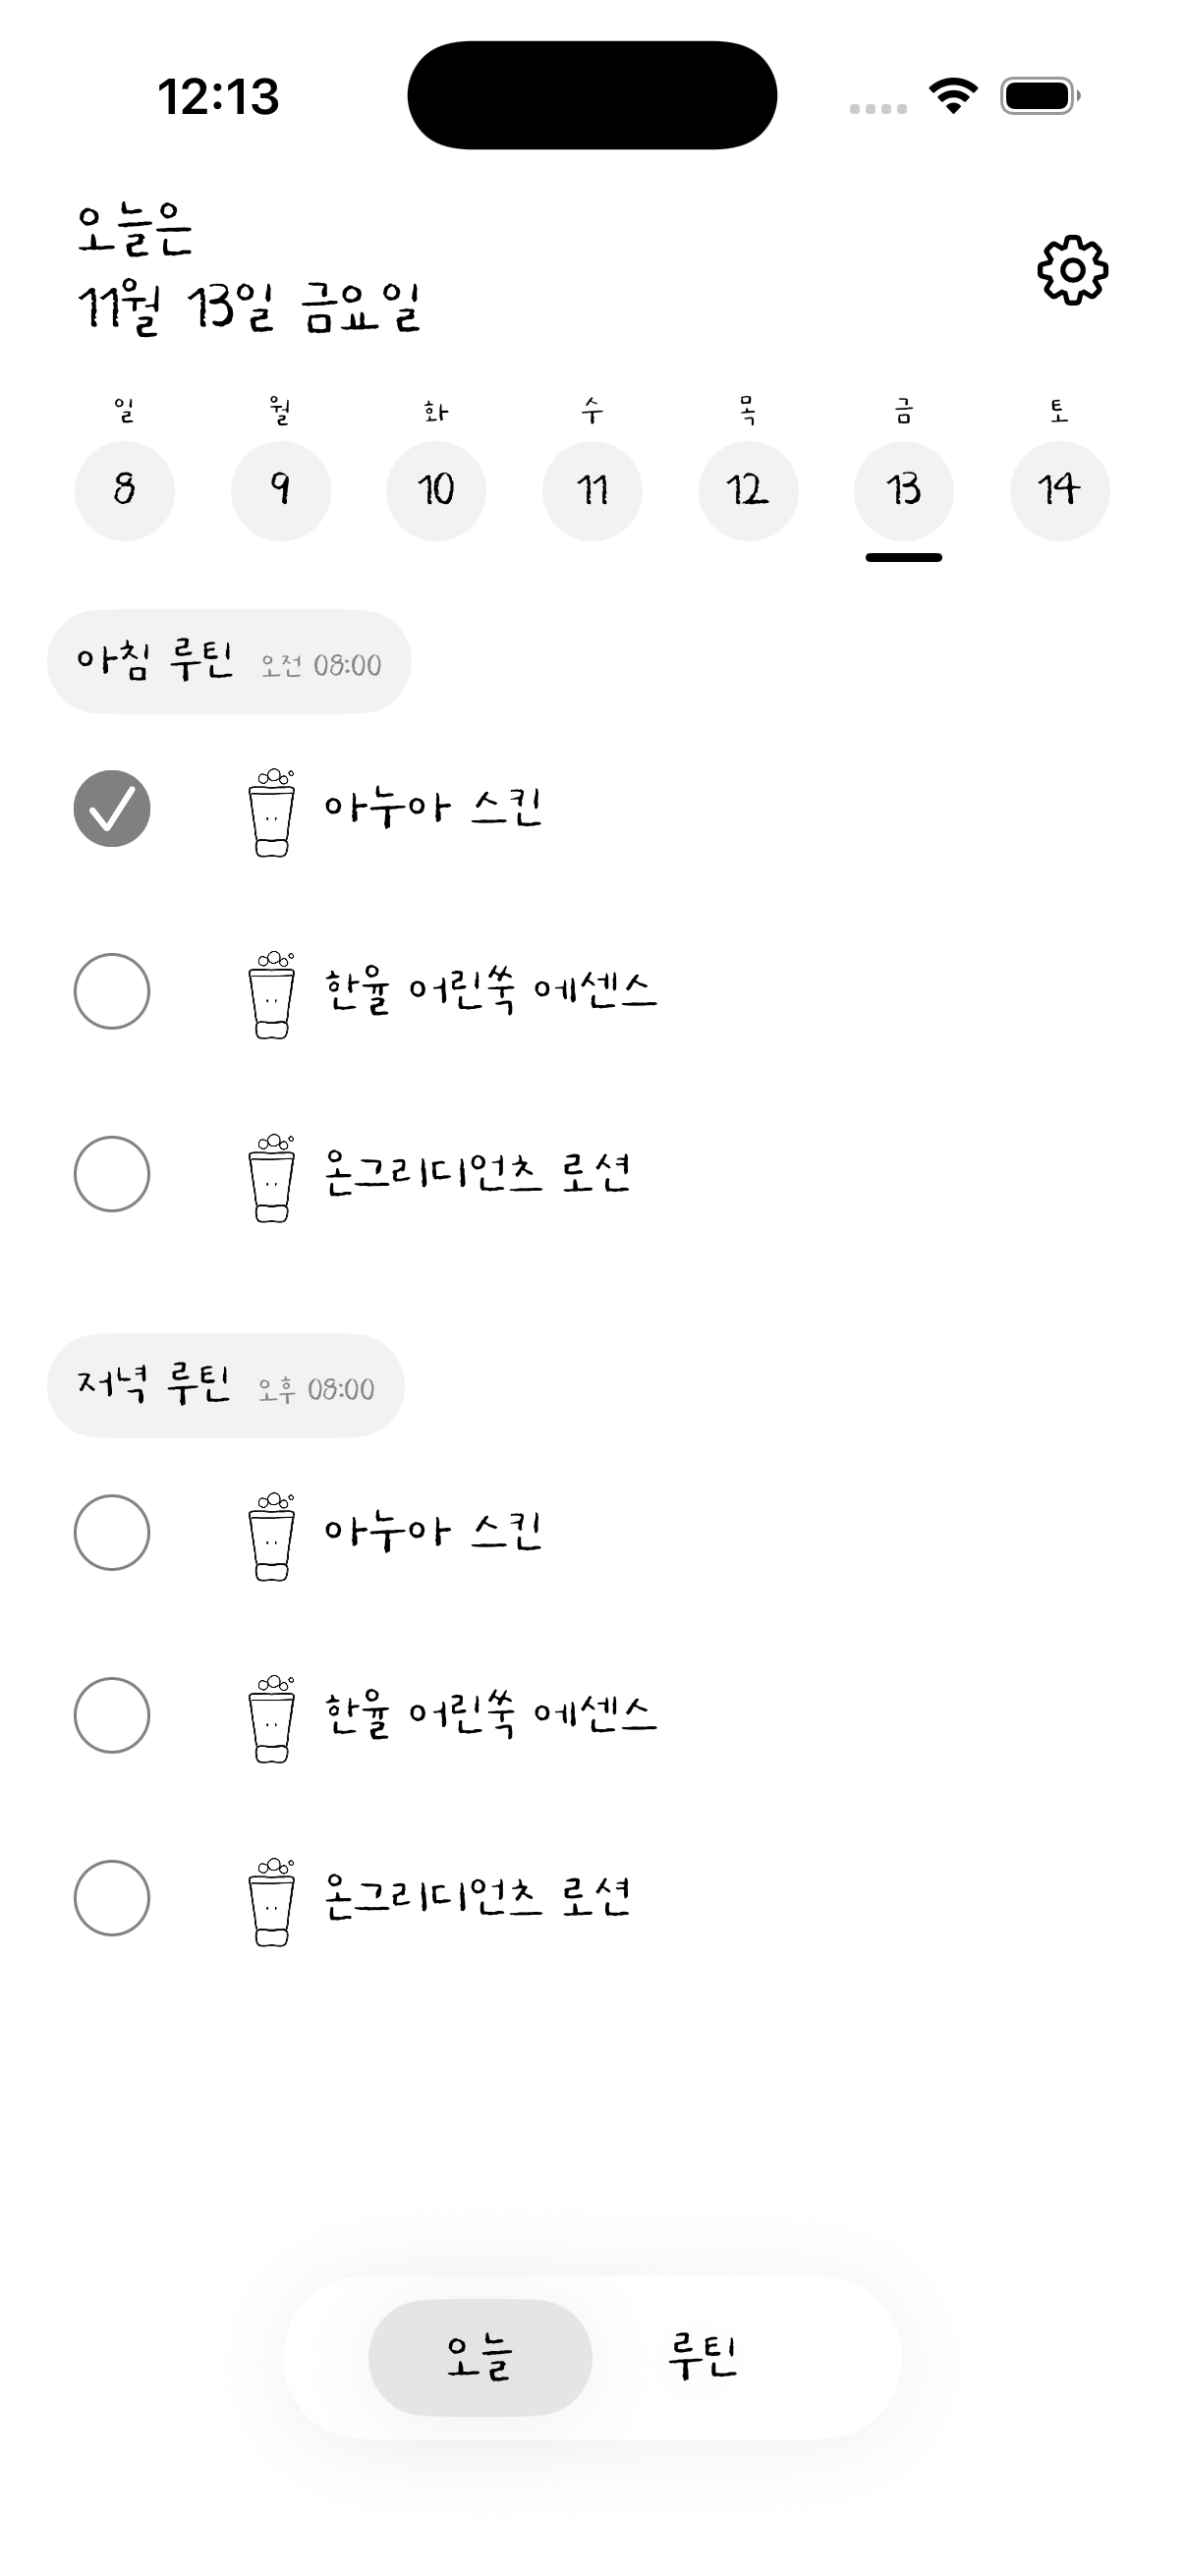 12:13
오늘은
11월 13일 금요일
일 월 화 수 목 금 토
8 9 10 11 12 13 14
아침 루틴 오전 08:00
아누아 스킨
한율 어린쑥 에센스
온그리디언츠 로션
저녁 루틴 오후 08:00
아누아 스킨
한율 어린쑥 에센스
온그리디언츠 로션
오늘 루틴